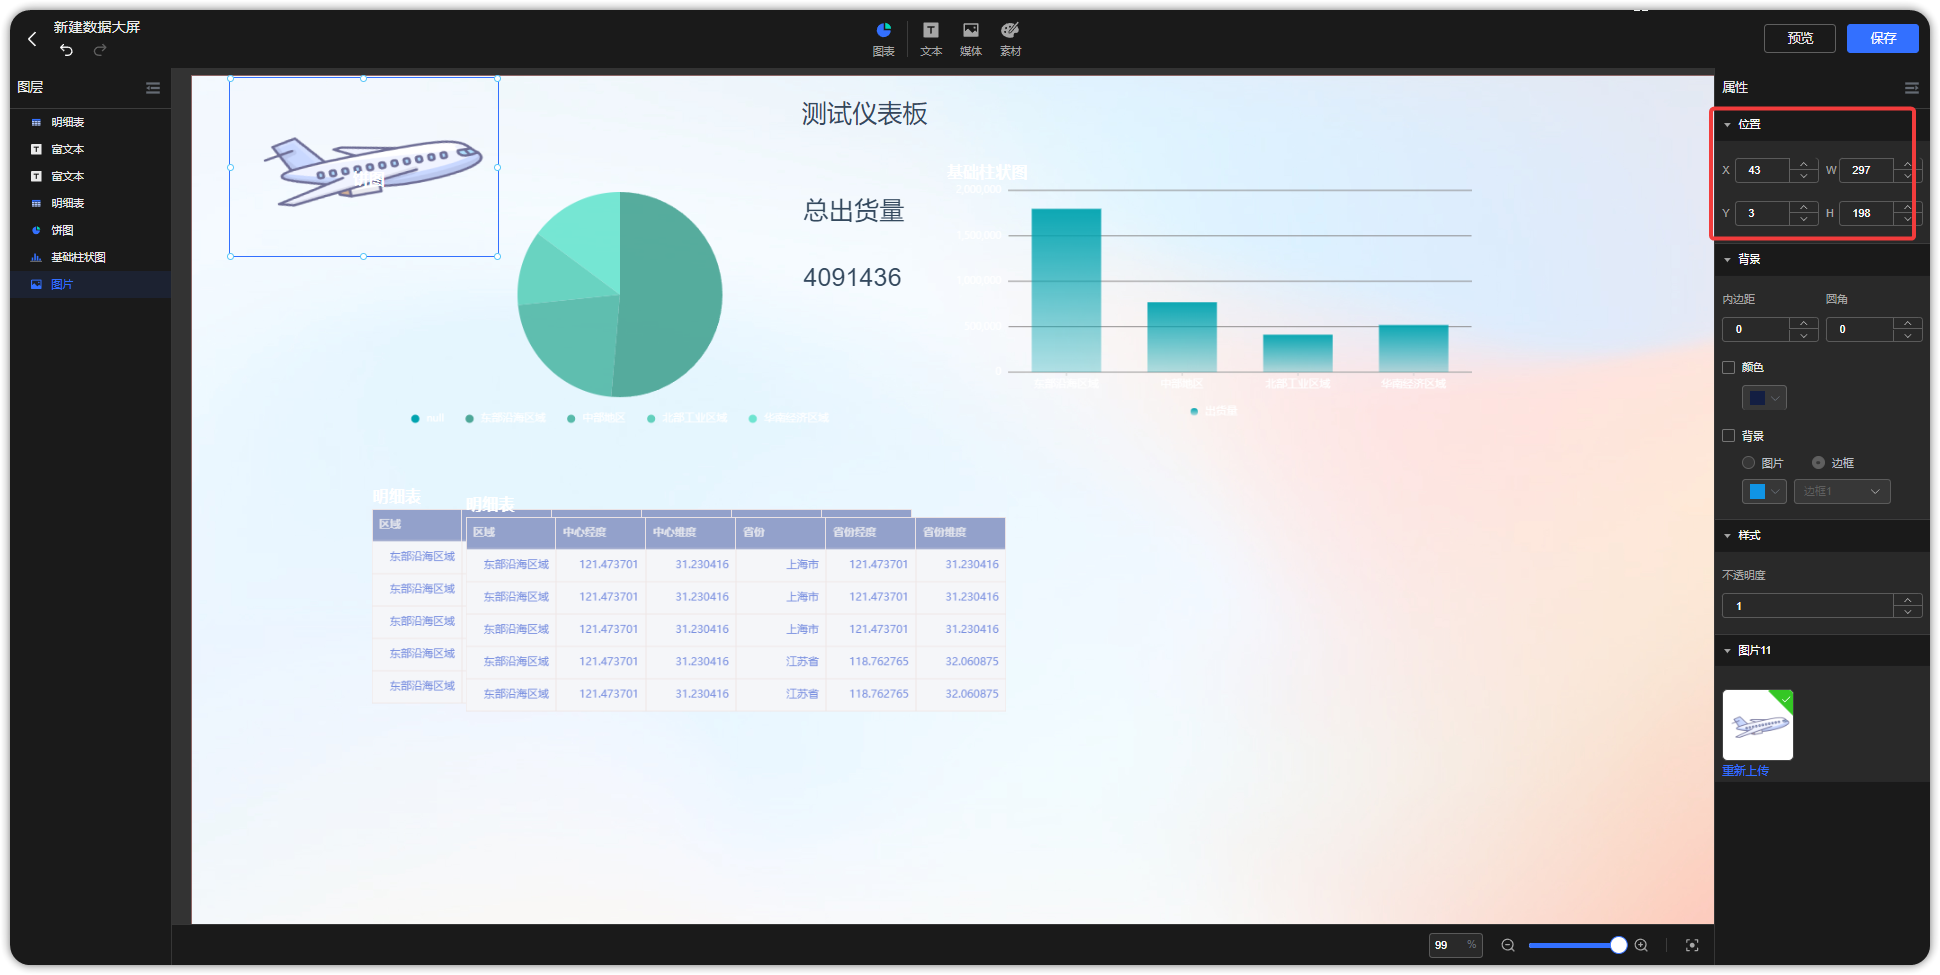 新建数据大屏
图表
文本
媒体
素材
预览
保存
图层
明细表
富文本
富文本
明细表
饼图
基础柱状图
图片
饼图
测试仪表板
总出货量
4091436
null
东部沿海区域
中部地区
北部工业区域
华南经济区域
基础柱状图
2,000,000
1,500,000
1,000,000
500,000
0
东部沿海区域
中部地区
北部工业区域
华南经济区域
出货量
明细表
区域
东部沿海区域
东部沿海区域
东部沿海区域
东部沿海区域
东部沿海区域
明细表
区域 中心经度 中心维度 省份 省份经度 省份维度
东部沿海区域 121.473701 31.230416 上海市 121.473701 31.230416
东部沿海区域 121.473701 31.230416 上海市 121.473701 31.230416
东部沿海区域 121.473701 31.230416 上海市 121.473701 31.230416
东部沿海区域 121.473701 31.230416 江苏省 118.762765 32.060875
东部沿海区域 121.473701 31.230416 江苏省 118.762765 32.060875
99 %
属性
位置
X 43 W 297
Y 3 H 198
背景
内边距 圆角
0 0
颜色
背景
图片 边框
边框1
样式
不透明度
1
图片11
重新上传